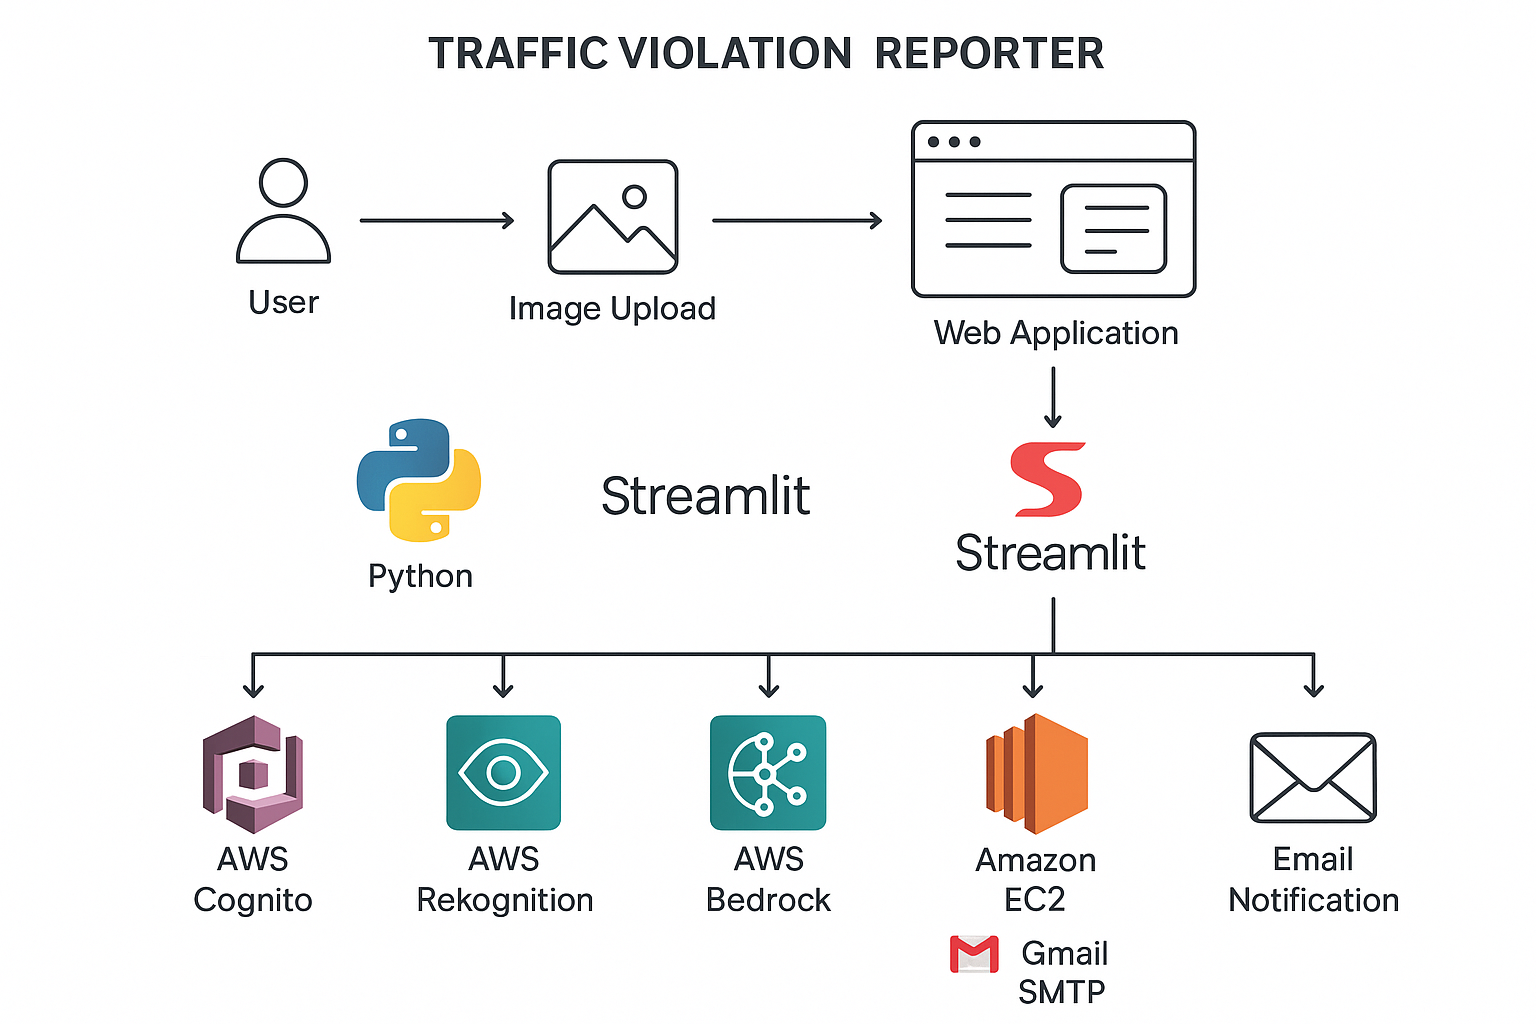 TRAFFIC VIOLATION REPORTER
User
Image Upload
Web Application
Python
Streamlit
Streamlit
AWS
Cognito
AWS
Rekognition
AWS
Bedrock
Amazon
EC2
Email
Notification
Gmail
SMTP